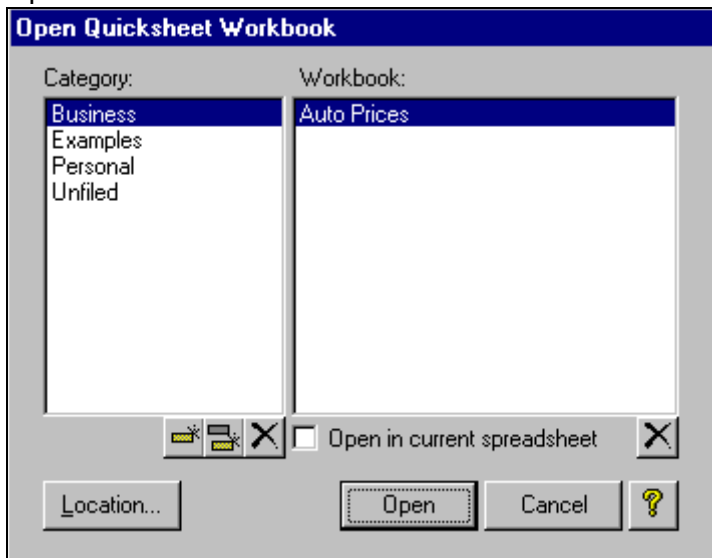 Open Quicksheet Workbook
Category:
Workbook:
Business
Examples
Personal
Unfiled
Auto Prices
Open in current spreadsheet
Location...
Open
Cancel
?